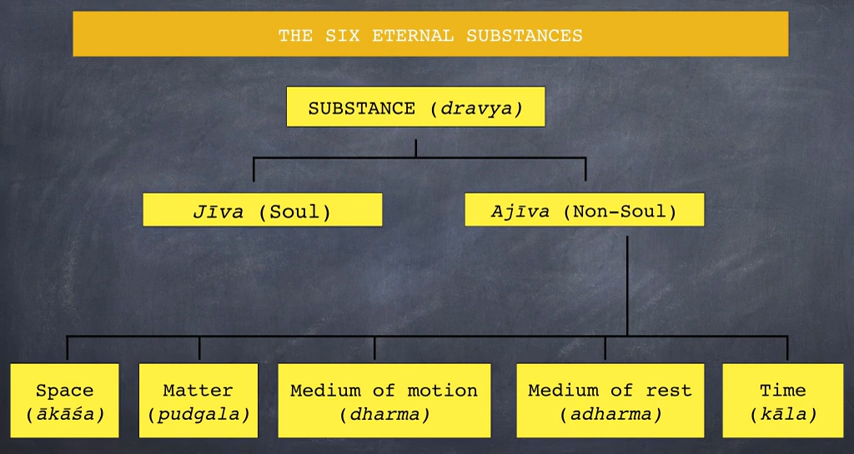 THE SIX ETERNAL SUBSTANCES
SUBSTANCE (dravya)
Jīva (Soul)
Ajīva (Non-Soul)
Space
(ākāśa)
Matter
(pudgala)
Medium of motion
(dharma)
Medium of rest
(adharma)
Time
(kāla)